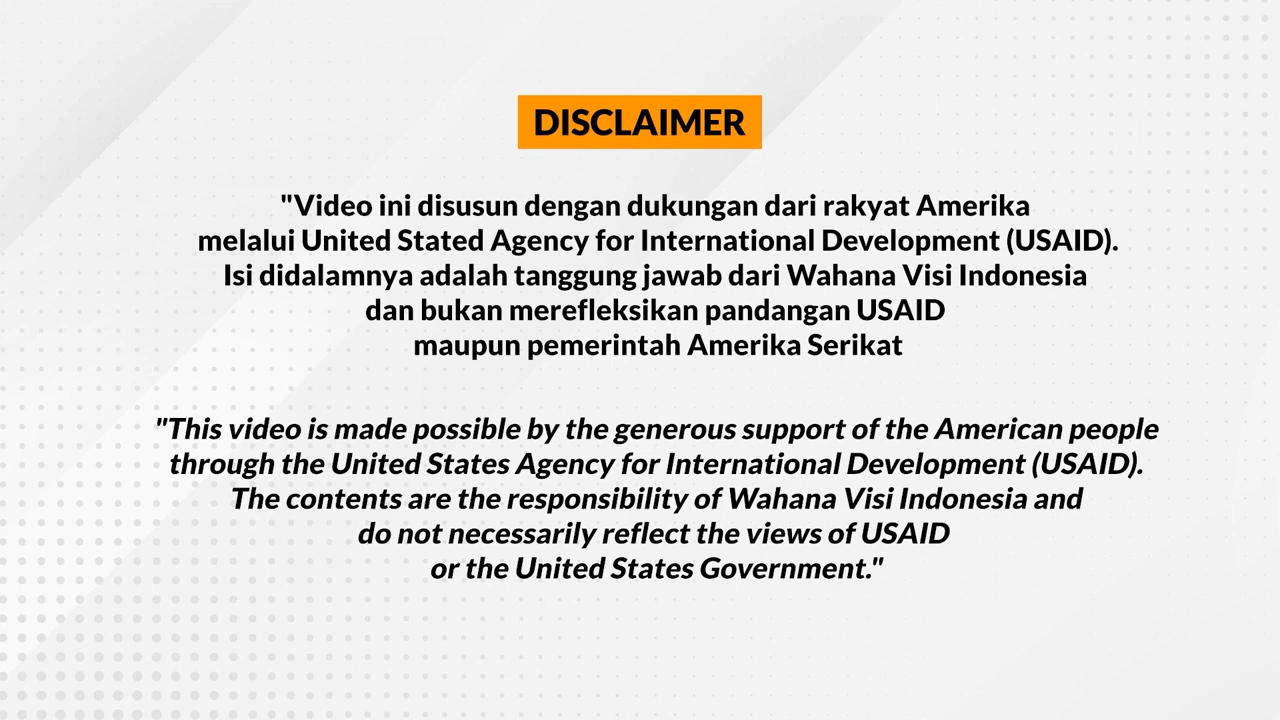 DISCLAIMER
"Video ini disusun dengan dukungan dari rakyat Amerika
melalui United Stated Agency for International Development (USAID).
Isi didalamnya adalah tanggung jawab dari Wahana Visi Indonesia
dan bukan merefleksikan pandangan USAID
maupun pemerintah Amerika Serikat
"This video is made possible by the generous support of the American people
through the United States Agency for International Development (USAID).
The contents are the responsibility of Wahana Visi Indonesia and
do not necessarily reflect the views of USAID
or the United States Government."